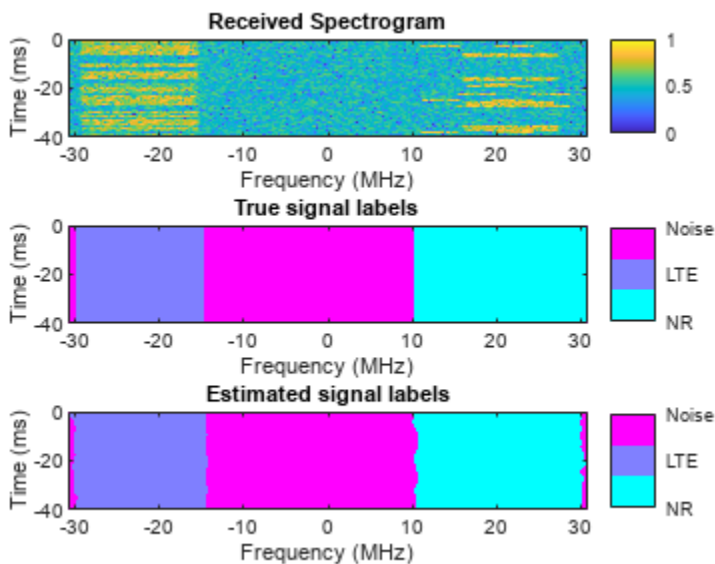 Received Spectrogram
Time (ms)
0
-20
-40
-30 -20 -10 0 10 20 30
Frequency (MHz)
1
0.5
0
True signal labels
Time (ms)
0
-20
-40
-30 -20 -10 0 10 20 30
Frequency (MHz)
Noise
LTE
NR
Estimated signal labels
Time (ms)
0
-20
-40
-30 -20 -10 0 10 20 30
Frequency (MHz)
Noise
LTE
NR